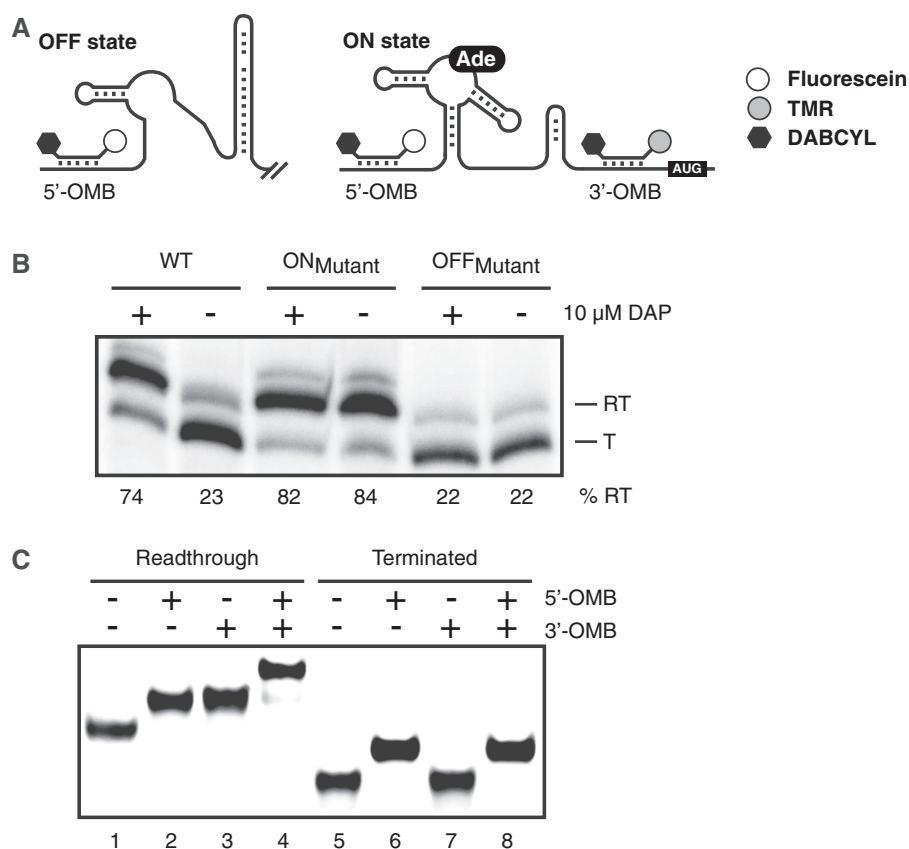 A
OFF state
ON state
Ade
Fluorescein
TMR
DABCYL
5'-OMB
5'-OMB
3'-OMB
AUG
B
WT ONMutant OFFMutant
+ - + - + - 10 µM DAP
RT
T
74 23 82 84 22 22 % RT
C
Readthrough Terminated
- + - + - + - + 5'-OMB
- - + + - - + + 3'-OMB
1 2 3 4 5 6 7 8